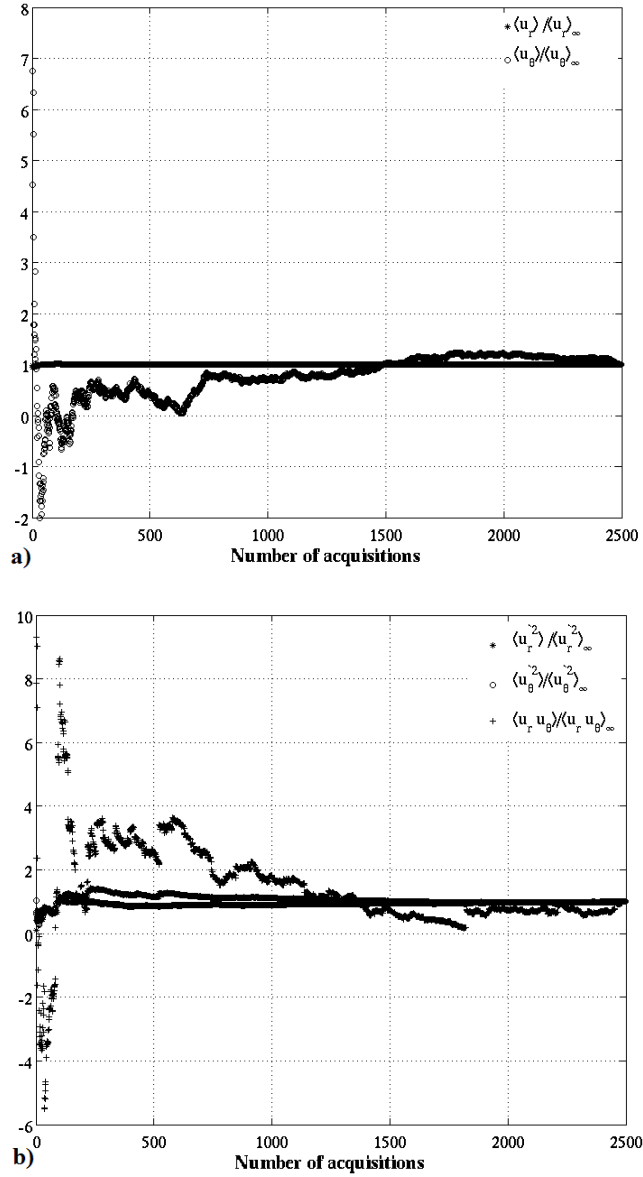 8
7
6
5
4
3
2
1
0
-1
-2
0 500 1000 1500 2000 2500
⟨u_r⟩/⟨u_r⟩_∞
⟨u_θ⟩/⟨u_θ⟩_∞
Number of acquisitions
a)
10
8
6
4
2
0
-2
-4
-6
0 500 1000 1500 2000 2500
⟨u_r^`2⟩/⟨u_r^`2⟩_∞
⟨u_θ^`2⟩/⟨u_θ^`2⟩_∞
⟨u_r u_θ⟩/⟨u_r u_θ⟩_∞
Number of acquisitions
b)